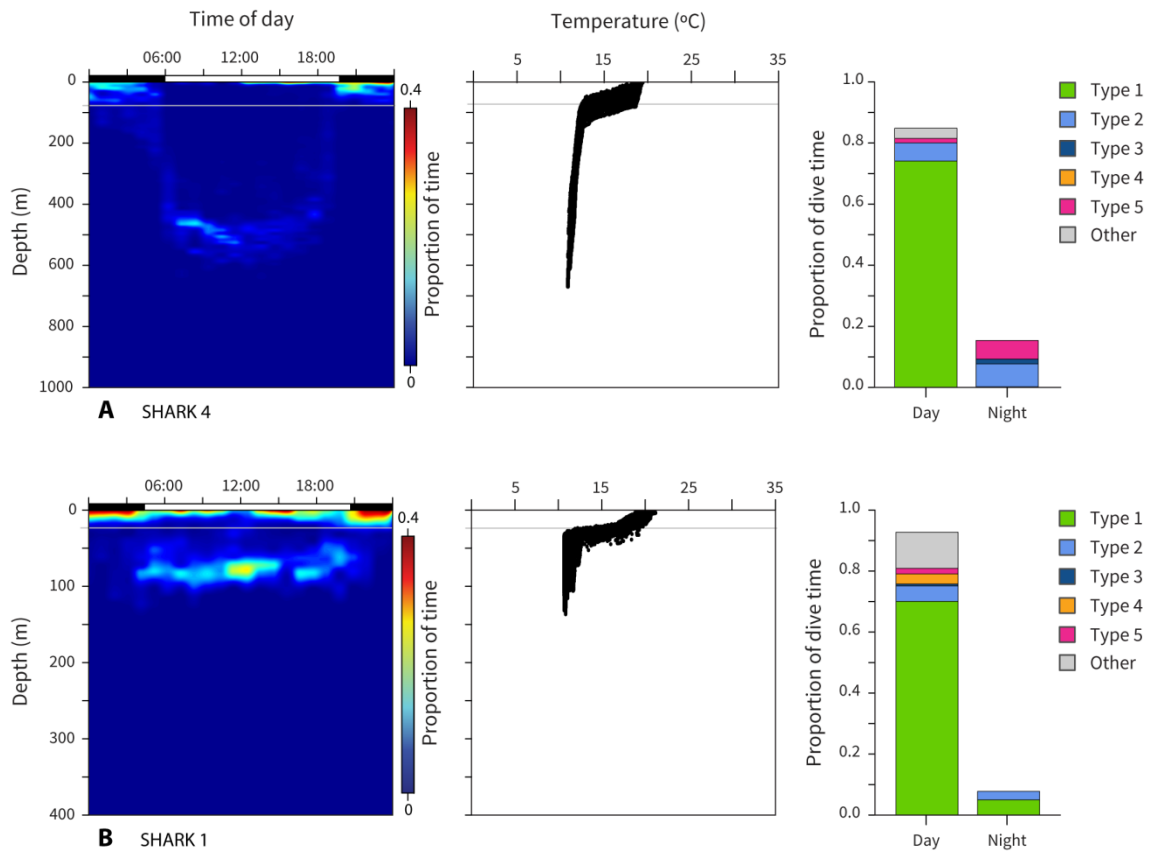 Time of day
Temperature (ºC)
06:00 12:00 18:00
5 15 25 35
0
200
400
600
800
1000
Depth (m)
0.4
0
Proportion of time
1.0
0.8
0.6
0.4
0.2
0.0
Proportion of dive time
Day Night
Type 1
Type 2
Type 3
Type 4
Type 5
Other
A SHARK 4
06:00 12:00 18:00
5 15 25 35
0
100
200
300
400
Depth (m)
0.4
0
Proportion of time
1.0
0.8
0.6
0.4
0.2
0.0
Proportion of dive time
Day Night
Type 1
Type 2
Type 3
Type 4
Type 5
Other
B SHARK 1